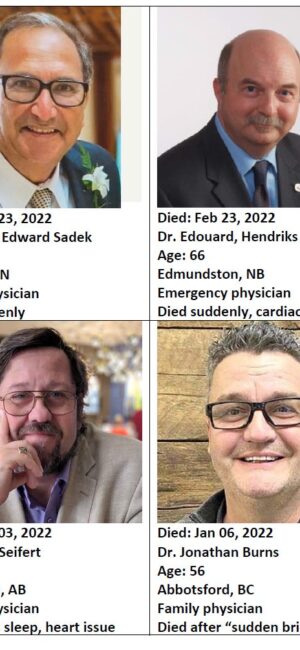 23, 2022
Edward Sadek
N
ysician
enly
Died: Feb 23, 2022
Dr. Edouard, Hendriks
Age: 66
Edmundston, NB
Emergency physician
Died suddenly, cardiac
03, 2022
Seifert
, AB
ysician
sleep, heart issue
Died: Jan 06, 2022
Dr. Jonathan Burns
Age: 56
Abbotsford, BC
Family physician
Died after “sudden bri